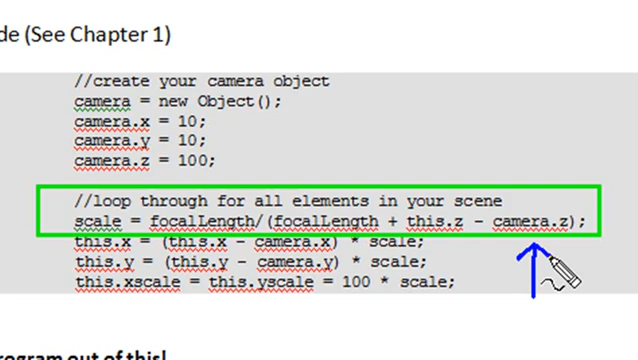 de (See Chapter 1)
//create your camera object
camera = new Object();
camera.x = 10;
camera.y = 10;
camera.z = 100;
//loop through for all elements in your scene
scale = focalLength/(focalLength + this.z - camera.z);
this.x = (this.x - camera.x) * scale;
this.y = (this.y - camera.y) * scale;
this.xscale = this.yscale = 100 * scale;
rogram out of this!